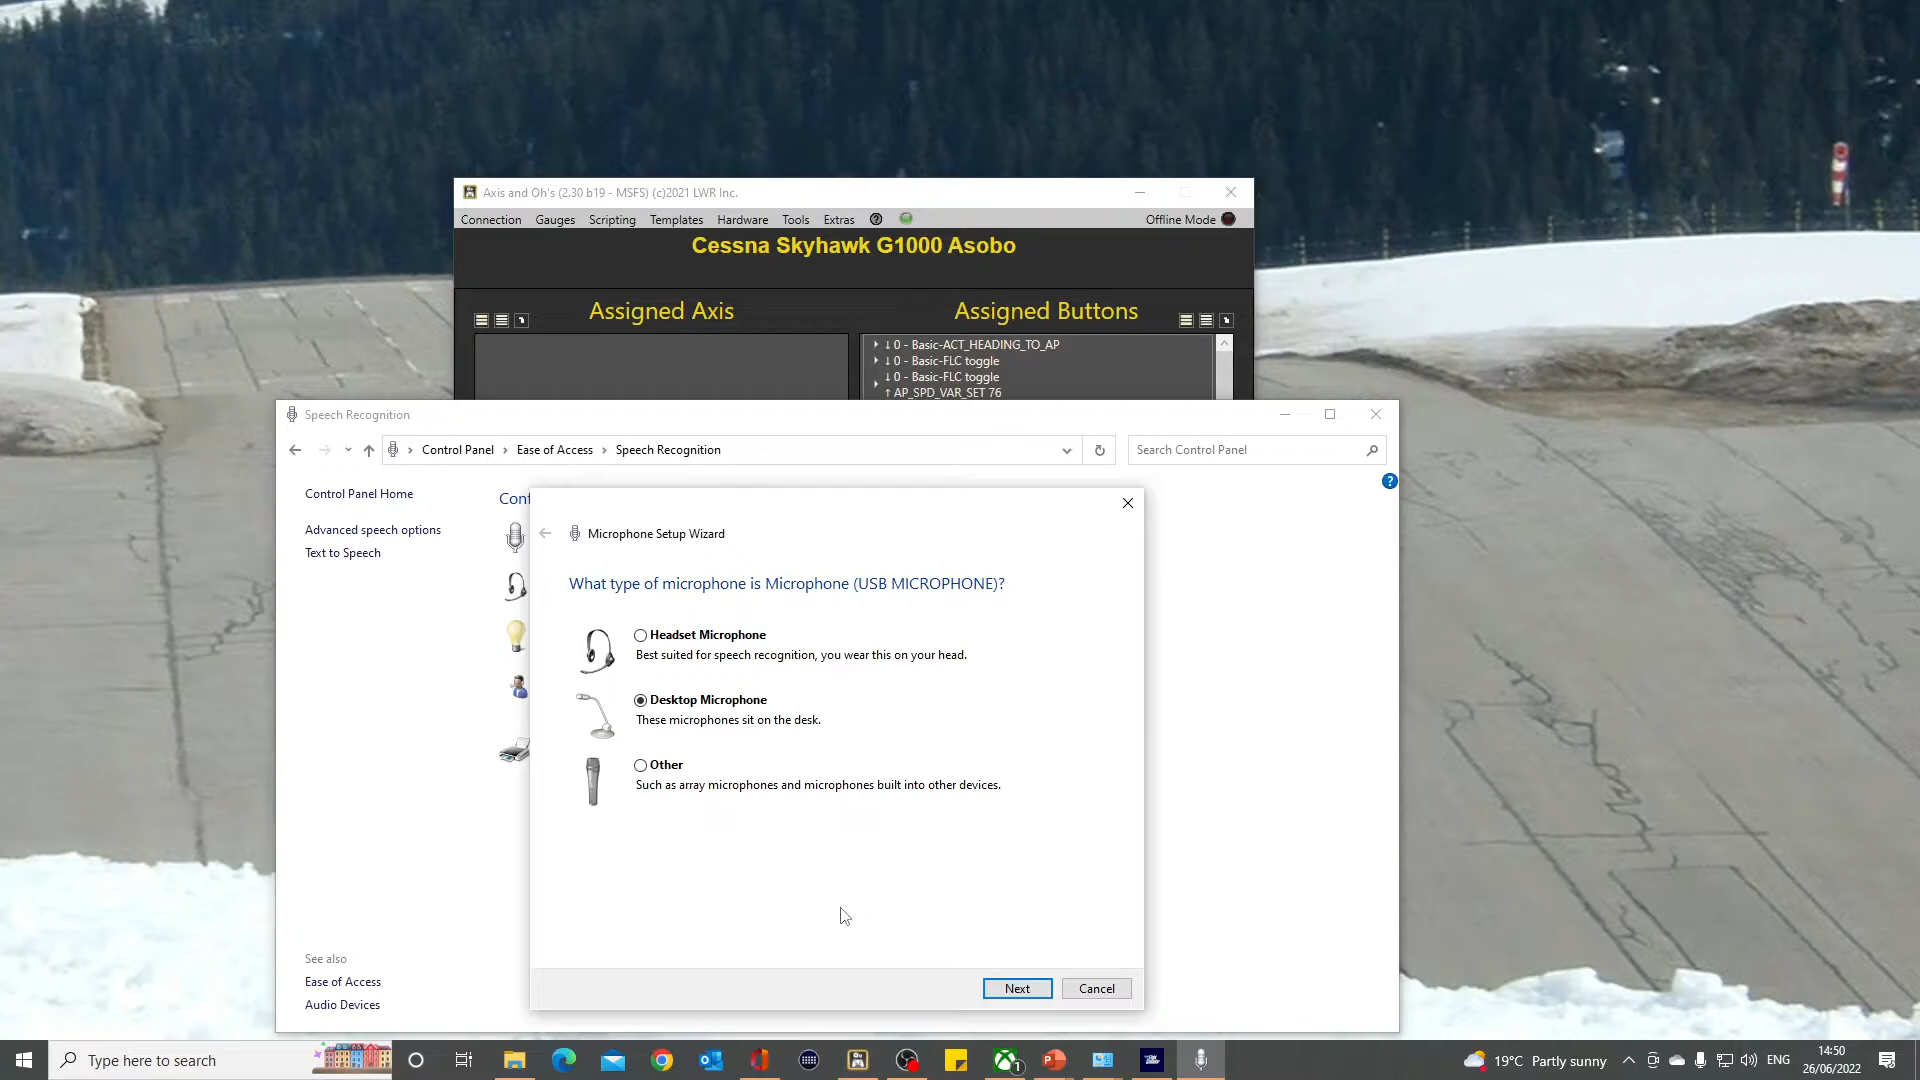 Axis and Oh's (2.30 b19 - MSFS) (c)2021 LWR Inc.
Connection Gauges Scripting Templates Hardware Tools Extras Offline Mode
Cessna Skyhawk G1000 Asobo
Assigned Axis
Assigned Buttons
↓0 - Basic-ACT_HEADING_TO_AP
↓0 - Basic-FLC toggle
↓0 - Basic-FLC toggle
↑ AP_SPD_VAR_SET 76
Speech Recognition
Control Panel › Ease of Access › Speech Recognition
Search Control Panel
Control Panel Home
Advanced speech options
Text to Speech
Conf
Microphone Setup Wizard
What type of microphone is Microphone (USB MICROPHONE)?
Headset Microphone
Best suited for speech recognition, you wear this on your head.
Desktop Microphone
These microphones sit on the desk.
Other
Such as array microphones and microphones built into other devices.
Next Cancel
See also
Ease of Access
Audio Devices
Type here to search
1
19°C Partly sunny
ENG
14:50
26/06/2022